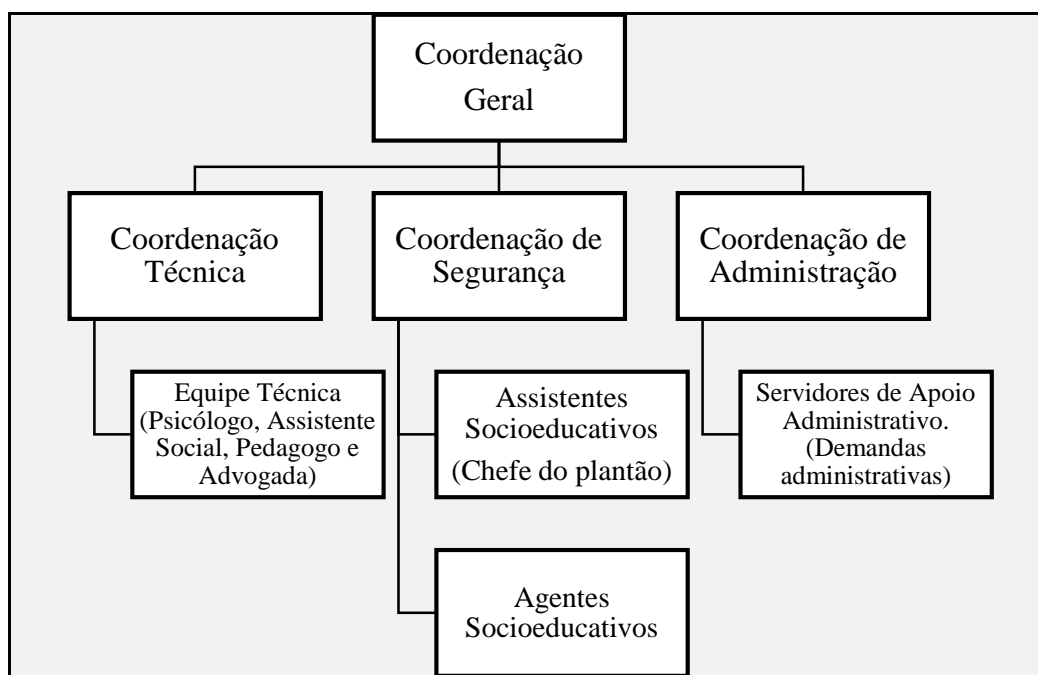 Coordenação
Geral
Coordenação
Técnica
Coordenação de
Segurança
Coordenação de
Administração
Equipe Técnica
(Psicólogo, Assistente
Social, Pedagogo e
Advogada)
Assistentes
Socioeducativos
(Chefe do plantão)
Servidores de Apoio
Administrativo.
(Demandas
administrativas)
Agentes
Socioeducativos